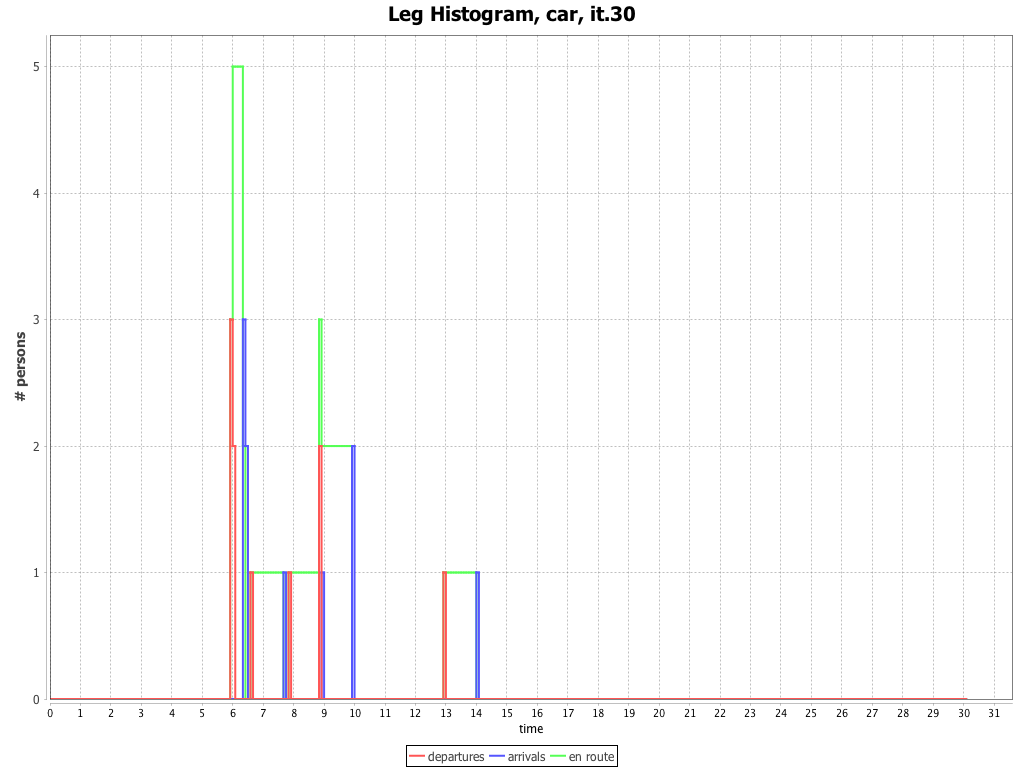 Leg Histogram, car, it.30
# persons
5
4
3
2
1
0
0 1 2 3 4 5 6 7 8 9 10 11 12 13 14 15 16 17 18 19 20 21 22 23 24 25 26 27 28 29 30 31
time
departures arrivals en route